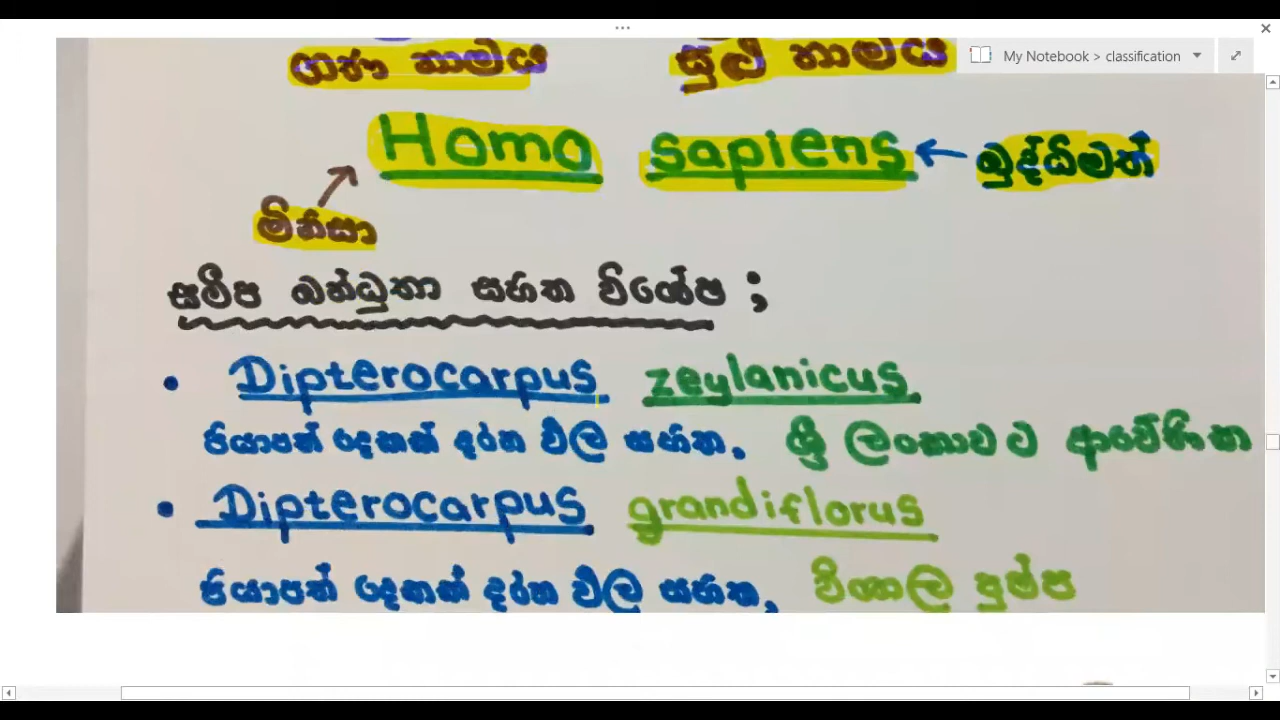 ගණ නාමය සුළු නාමය
My Notebook > classification
Homo sapiens ← බුද්ධිමත්
මිනිසා
සමීප බන්ධුතා සහිත විශේෂ ;
• Dipterocarpus zeylanicus
පියාපත් දෙකක් දරන ඵල සහිත. ශ්‍රී ලංකාවට ආවේණික
• Dipterocarpus grandiflorus
පියාපත් දෙකක් දරන ඵල සහිත, විශාල පුෂ්ප